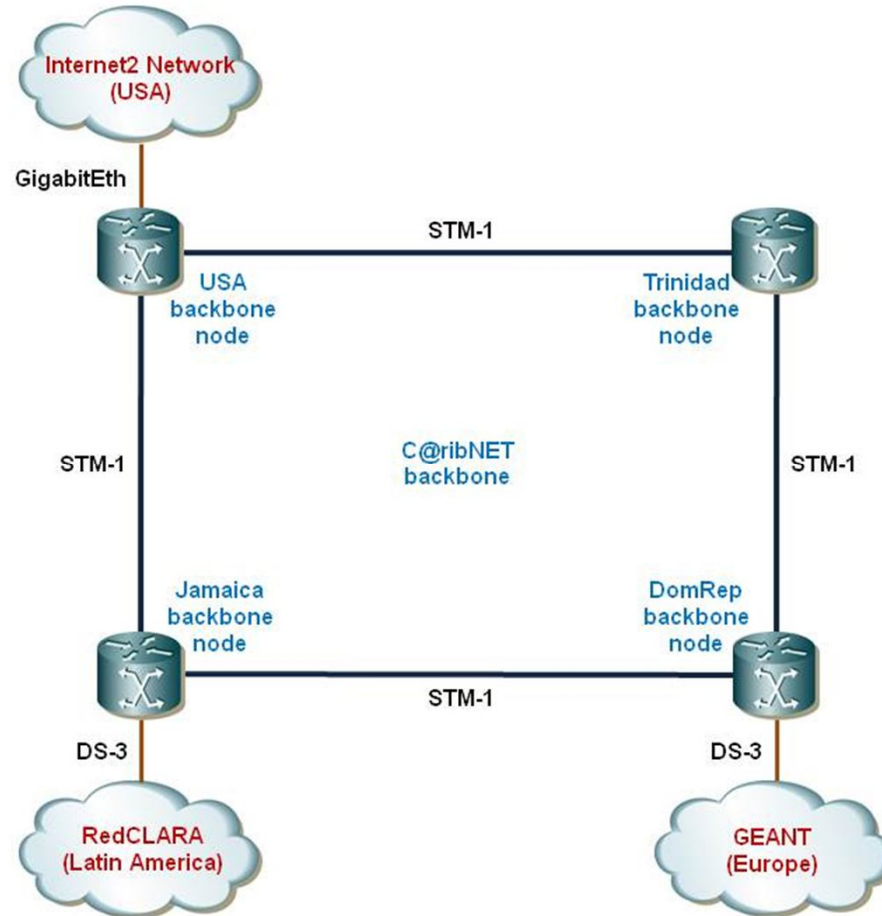 Internet2 Network
(USA)
GigabitEth
STM-1
USA
backbone
node
Trinidad
backbone
node
STM-1
C@ribNET
backbone
STM-1
Jamaica
backbone
node
DomRep
backbone
node
STM-1
DS-3
DS-3
RedCLARA
(Latin America)
GEANT
(Europe)